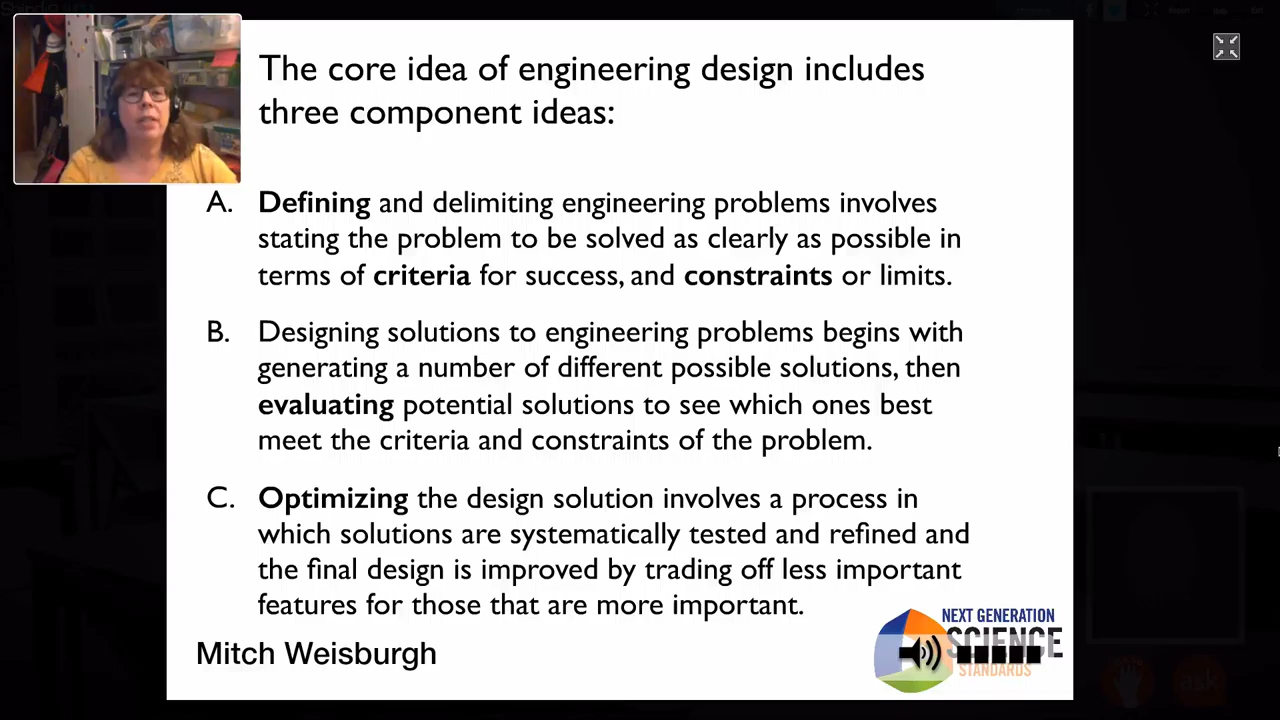 The core idea of engineering design includes
three component ideas:
A. Defining and delimiting engineering problems involves
stating the problem to be solved as clearly as possible in
terms of criteria for success, and constraints or limits.
B. Designing solutions to engineering problems begins with
generating a number of different possible solutions, then
evaluating potential solutions to see which ones best
meet the criteria and constraints of the problem.
C. Optimizing the design solution involves a process in
which solutions are systematically tested and refined and
the final design is improved by trading off less important
features for those that are more important.
Mitch Weisburgh
NEXT GENERATION
SCIENCE
STANDARDS
ask